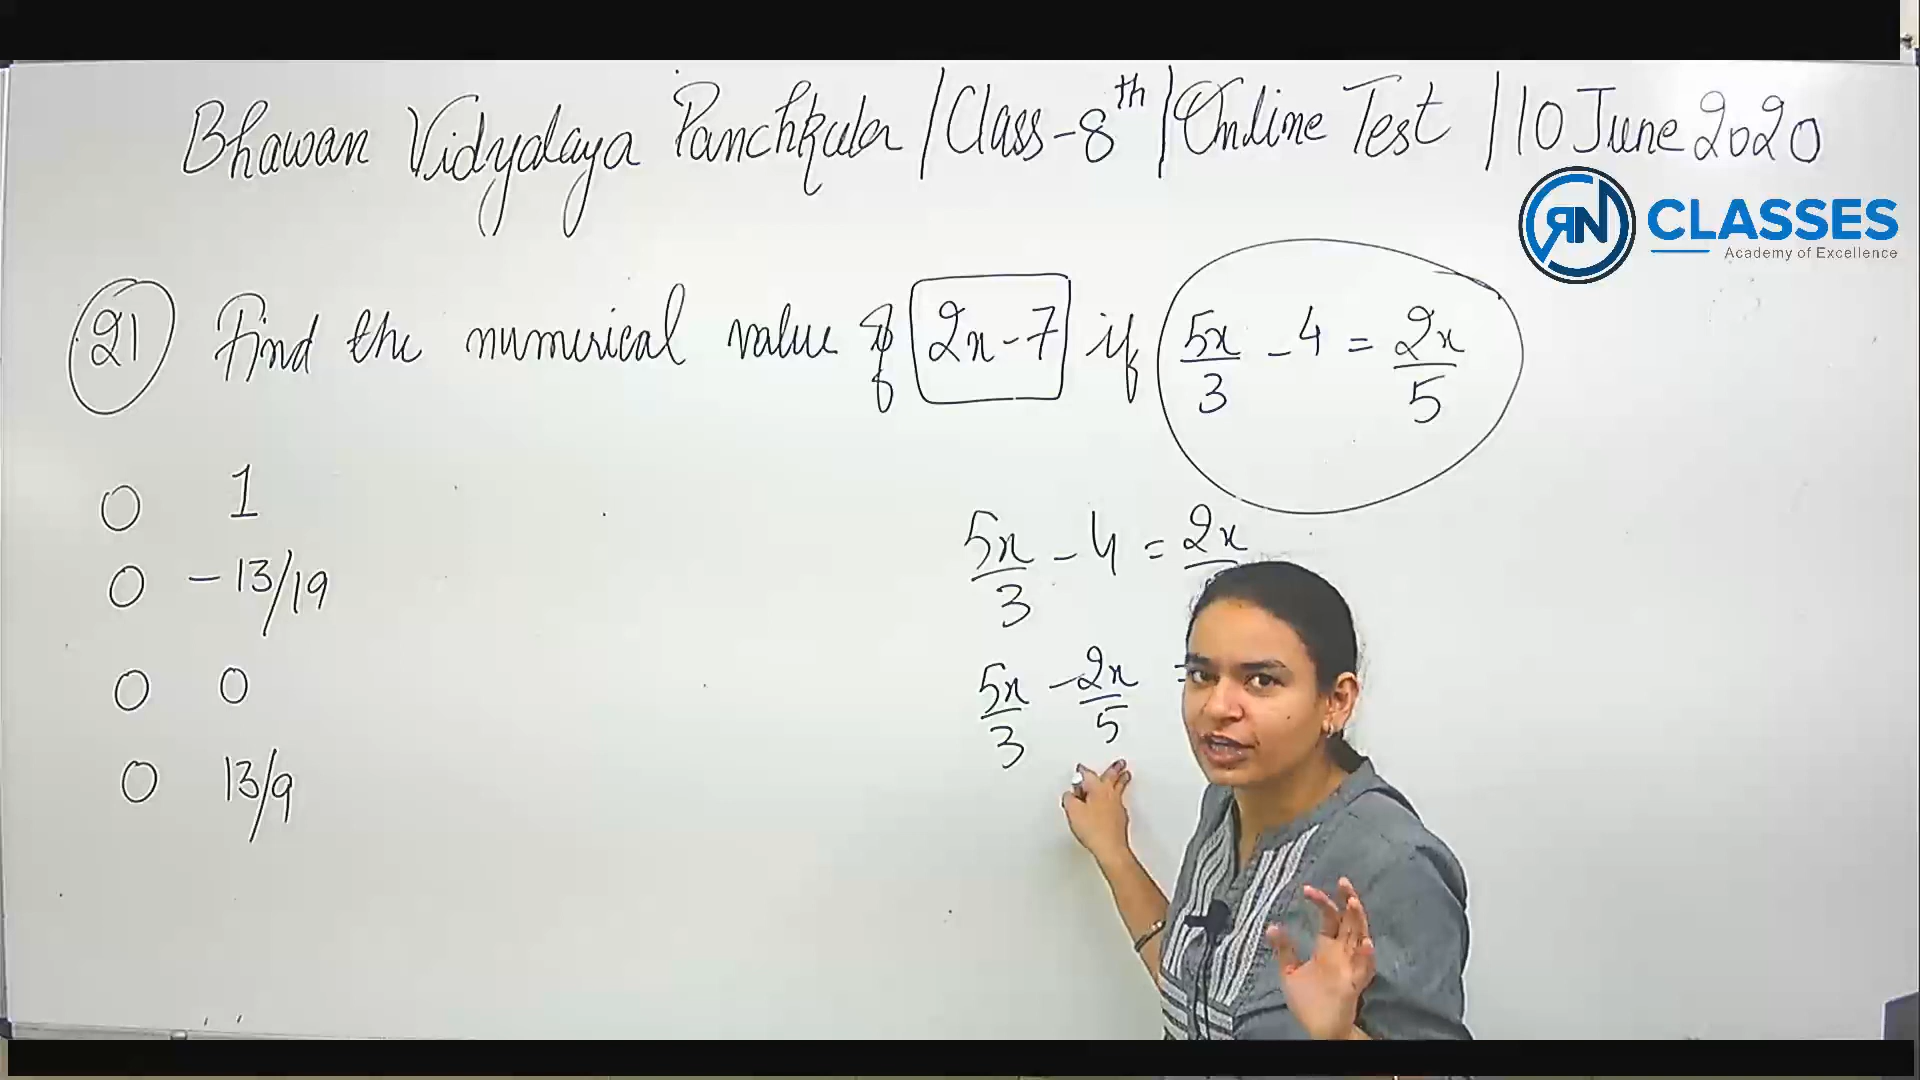 Bhawan Vidyalaya Panchkula / Class - 8th / Online Test / 10 June 2020
RN CLASSES
Academy of Excellence
21 Find the numerical value of 2x - 7 if 5x/3 - 4 = 2x/5
1
- 13/19
0
13/9
5x/3 - 4 = 2x
5x/3 - 2x/5 =